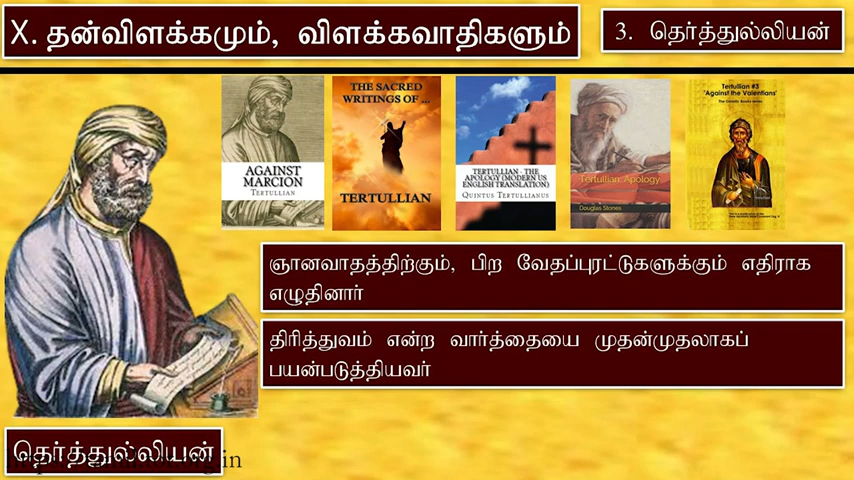 X. தன்விளக்கமும், விளக்கவாதிகளும்
3. தெர்த்துல்லியன்
AGAINST
MARCION
TERTULLIAN
THE SACRED
WRITINGS OF ...
TERTULLIAN
TERTULLIAN - THE
APOLOGY (MODERN US
ENGLISH TRANSLATION)
QUINTUS TERTULLIANUS
Tertullian: Apology
Douglas Stones
Tertullian #3
'Against the Valentians'
ஞானவாதத்திற்கும், பிற வேதப்புரட்டுகளுக்கும் எதிராக
எழுதினார்
திரித்துவம் என்ற வார்த்தையை முதன்முதலாகப்
பயன்படுத்தியவர்
தெர்த்துல்லியன்